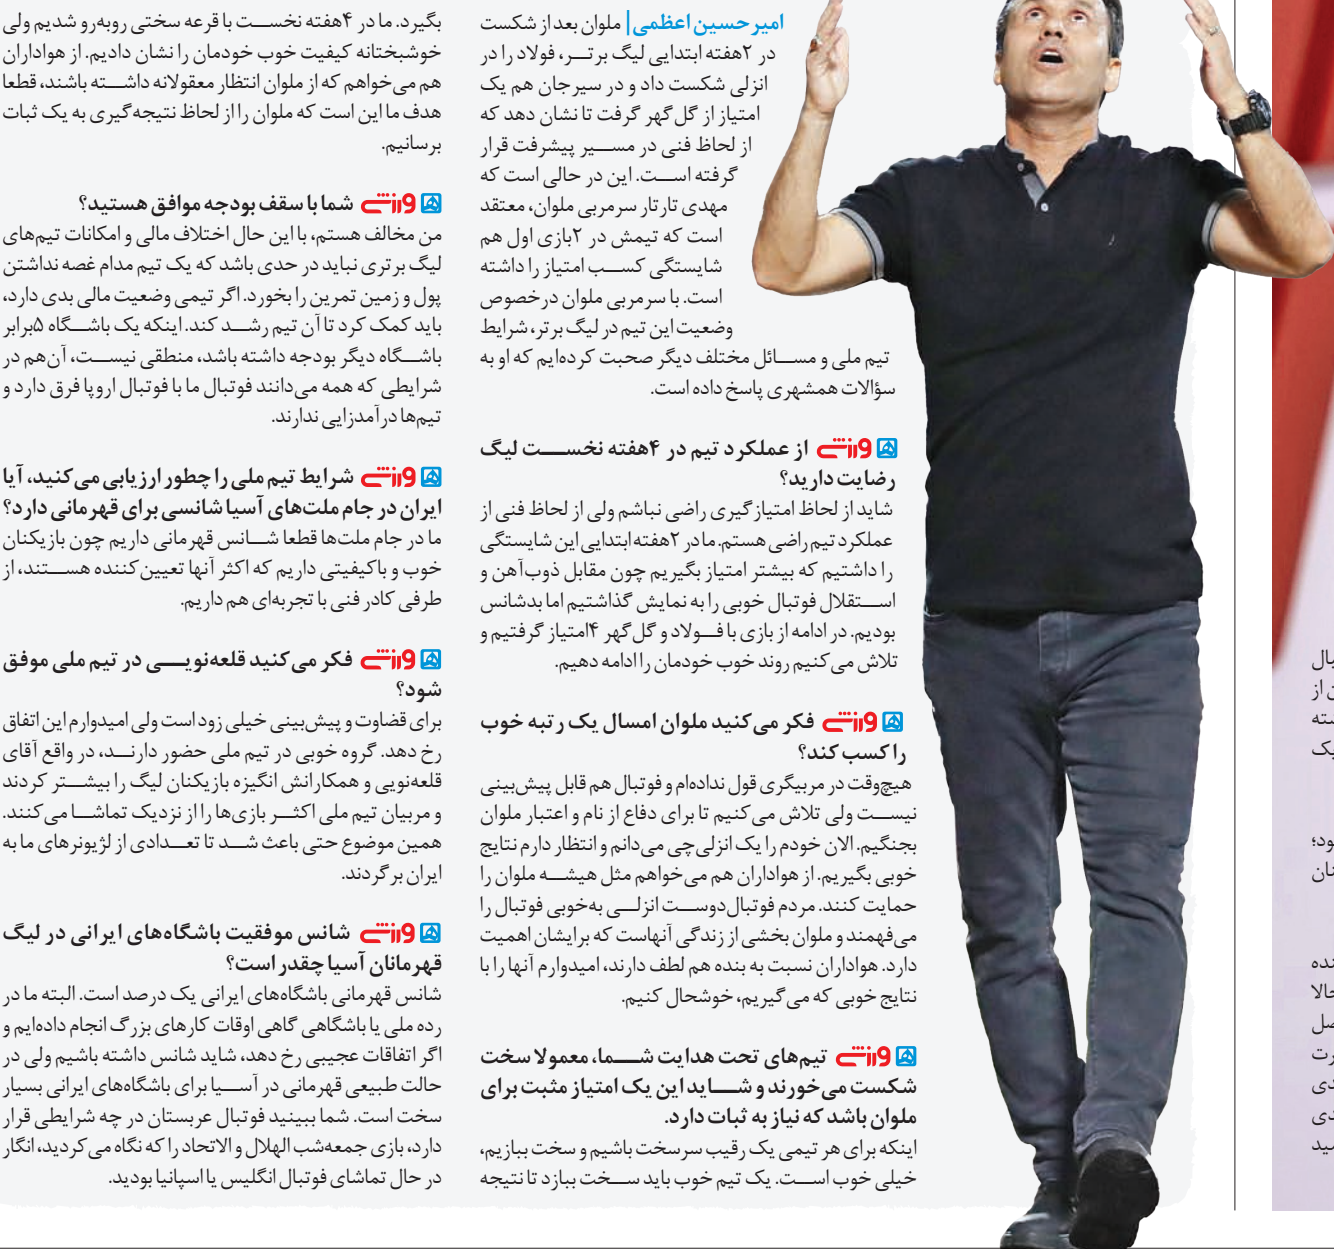 امیرحسین اعظمی| ملوان بعد از شکست
در ۲هفته ابتدایی لیگ برتر، فولاد را در
انزلی شکست داد و در سیرجان هم یک
امتیاز از گل‌گهر گرفت تا نشان دهد که
از لحاظ فنی در مسیر پیشرفت قرار
گرفته است. این در حالی است که
مهدی تارتار سرمربی ملوان، معتقد
است که تیمش در ۲بازی اول هم
شایستگی کسب امتیاز را داشته
است. با سرمربی ملوان درخصوص
وضعیت این تیم در لیگ برتر، شرایط
تیم ملی و مسائل مختلف دیگر صحبت کرده‌ایم که او به
سؤالات همشهری پاسخ داده است.
ورزشی از عملکرد تیم در ۴هفته نخست لیگ
رضایت دارید؟
شاید از لحاظ امتیازگیری راضی نباشم ولی از لحاظ فنی از
عملکرد تیم راضی هستم. ما در ۲هفته ابتدایی این شایستگی
را داشتیم که بیشتر امتیاز بگیریم چون مقابل ذوب‌آهن و
استقلال فوتبال خوبی را به نمایش گذاشتیم اما بدشانس
بودیم. در ادامه از بازی با فولاد و گل‌گهر ۴امتیاز گرفتیم و
تلاش می‌کنیم روند خوب خودمان را ادامه دهیم.
ورزشی فکر می‌کنید ملوان امسال یک رتبه خوب
را کسب کند؟
هیچ‌وقت در مربیگری قول نداده‌ام و فوتبال هم قابل پیش‌بینی
نیست ولی تلاش می‌کنیم تا برای دفاع از نام و اعتبار ملوان
بجنگیم. الان خودم را یک انزلی‌چی می‌دانم و انتظار دارم نتایج
خوبی بگیریم. از هواداران هم می‌خواهم مثل هیشه ملوان را
حمایت کنند. مردم فوتبال‌دوست انزلی به‌خوبی فوتبال را
می‌فهمند و ملوان بخشی از زندگی آنهاست که برایشان اهمیت
دارد. هواداران نسبت به بنده هم لطف دارند، امیدوارم آنها را با
نتایج خوبی که می‌گیریم، خوشحال کنیم.
ورزشی تیم‌های تحت هدایت شما، معمولا سخت
شکست می‌خورند و شاید این یک امتیاز مثبت برای
ملوان باشد که نیاز به ثبات دارد.
اینکه برای هر تیمی یک رقیب سرسخت باشیم و سخت ببازیم،
خیلی خوب است. یک تیم خوب باید سخت ببازد تا نتیجه
بگیرد. ما در ۴هفته نخست با قرعه سختی روبه‌رو شدیم ولی
خوشبختانه کیفیت خوب خودمان را نشان دادیم. از هواداران
هم می‌خواهم که از ملوان انتظار معقولانه داشته باشند، قطعا
هدف ما این است که ملوان را از لحاظ نتیجه‌گیری به یک ثبات
برسانیم.
ورزشی شما با سقف بودجه موافق هستید؟
من مخالف هستم، با این حال اختلاف مالی و امکانات تیم‌های
لیگ برتری نباید در حدی باشد که یک تیم مدام غصه نداشتن
پول و زمین تمرین را بخورد. اگر تیمی وضعیت مالی بدی دارد،
باید کمک کرد تا آن تیم رشد کند. اینکه یک باشگاه ۵برابر
باشگاه دیگر بودجه داشته باشد، منطقی نیست، آن‌هم در
شرایطی که همه می‌دانند فوتبال ما با فوتبال اروپا فرق دارد و
تیم‌ها درآمدزایی ندارند.
ورزشی شرایط تیم ملی را چطور ارزیابی می‌کنید، آیا
ایران در جام ملت‌های آسیا شانسی برای قهرمانی دارد؟
ما در جام ملت‌ها قطعا شانس قهرمانی داریم چون بازیکنان
خوب و باکیفیتی داریم که اکثر آنها تعیین‌کننده هستند، از
طرفی کادر فنی با تجربه‌ای هم داریم.
ورزشی فکر می‌کنید قلعه‌نویی در تیم ملی موفق
شود؟
برای قضاوت و پیش‌بینی خیلی زود است ولی امیدوارم این اتفاق
رخ دهد. گروه خوبی در تیم ملی حضور دارند، در واقع آقای
قلعه‌نویی و همکارانش انگیزه بازیکنان لیگ را بیشتر کردند
و مربیان تیم ملی اکثر بازی‌ها را از نزدیک تماشا می‌کنند.
همین موضوع حتی باعث شد تا تعدادی از لژیونرهای ما به
ایران برگردند.
ورزشی شانس موفقیت باشگاه‌های ایرانی در لیگ
قهرمانان آسیا چقدر است؟
شانس قهرمانی باشگاه‌های ایرانی یک درصد است. البته ما در
رده ملی یا باشگاهی گاهی اوقات کارهای بزرگ انجام داده‌ایم و
اگر اتفاقات عجیبی رخ دهد، شاید شانس داشته باشیم ولی در
حالت طبیعی قهرمانی در آسیا برای باشگاه‌های ایرانی بسیار
سخت است. شما ببینید فوتبال عربستان در چه شرایطی قرار
دارد، بازی جمعه‌شب الهلال و الاتحاد را که نگاه می‌کردید، انگار
در حال تماشای فوتبال انگلیس یا اسپانیا بودید.